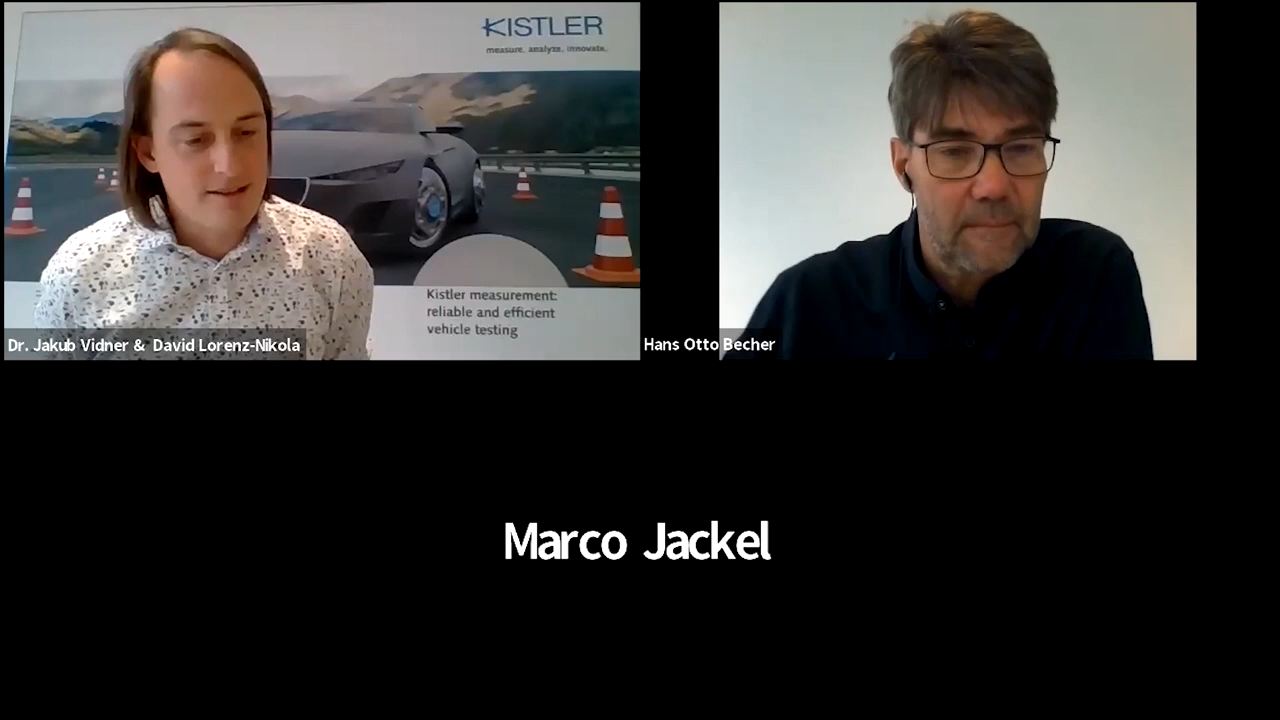 KISTLER
measure. analyze. innovate.
Kistler measurement:
reliable and efficient
vehicle testing
Dr. Jakub Vidner & David Lorenz-Nikola
Hans Otto Becher
Marco Jackel